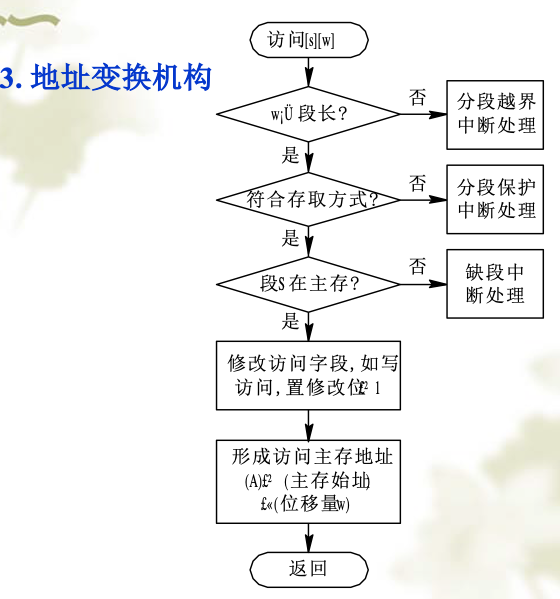 3. 地址变换机构
访问[s][w]
w¡Ü段长?
否
分段越界
中断处理
是
符合存取方式?
否
分段保护
中断处理
是
段S在主存?
否
缺段中
断处理
是
修改访问字段,如写
访问,置修改位£² 1
形成访问主存地址
(A)£² (主存始址)
£«(位移量w)
返回